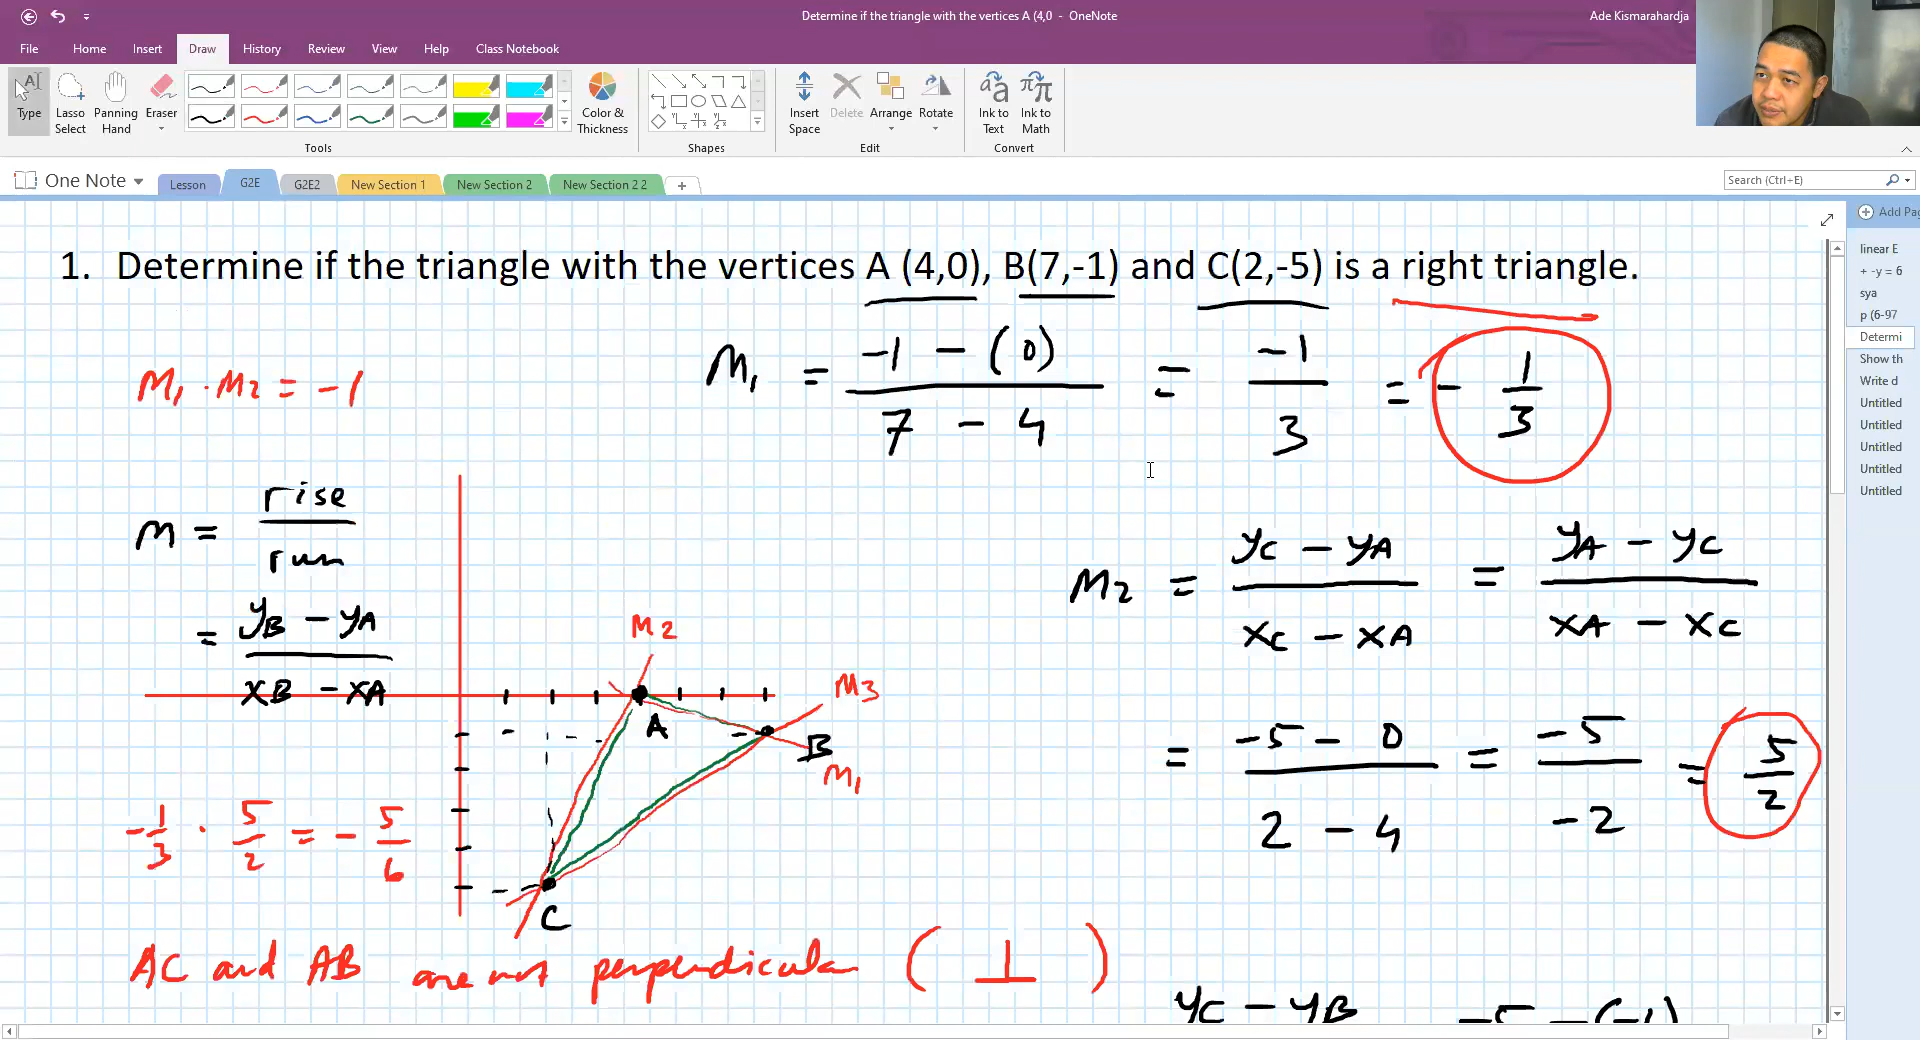 Determine if the triangle with the vertices A (4,0 - OneNote
Ade Kismarahardja
File Home Insert Draw History Review View Help Class Notebook
Type
Lasso Select
Panning Hand
Eraser
Color & Thickness
Insert Space
Delete
Arrange
Rotate
Ink to Text
Ink to Math
Tools
Shapes
Edit
Convert
One Note
Lesson
G2E
G2E2
New Section 1
New Section 2
New Section 2 2
Search (Ctrl+E)
Add Pag
linear E
+ -y = 6
sya
p (6-97
Determi
Show th
Write d
Untitled
Untitled
Untitled
Untitled
Untitled
1. Determine if the triangle with the vertices A (4,0), B(7,-1) and C(2,-5) is a right triangle.
M₁ · M₂ = -1
M₁ = (-1 - (0)) / (7 - 4) = -1/3 = - 1/3
M = rise / run
= (yB - yA) / (xB - xA)
M₂ = (yC - yA) / (xC - xA) = (yA - yC) / (xA - xC)
= (-5 - 0) / (2 - 4) = -5 / -2 = 5/2
M2
M3
A
B
M1
C
-1/3 · 5/2 = - 5/6
AC and AB are not perpendicular ( ⊥ )
yC - yB
-5 - (-1)